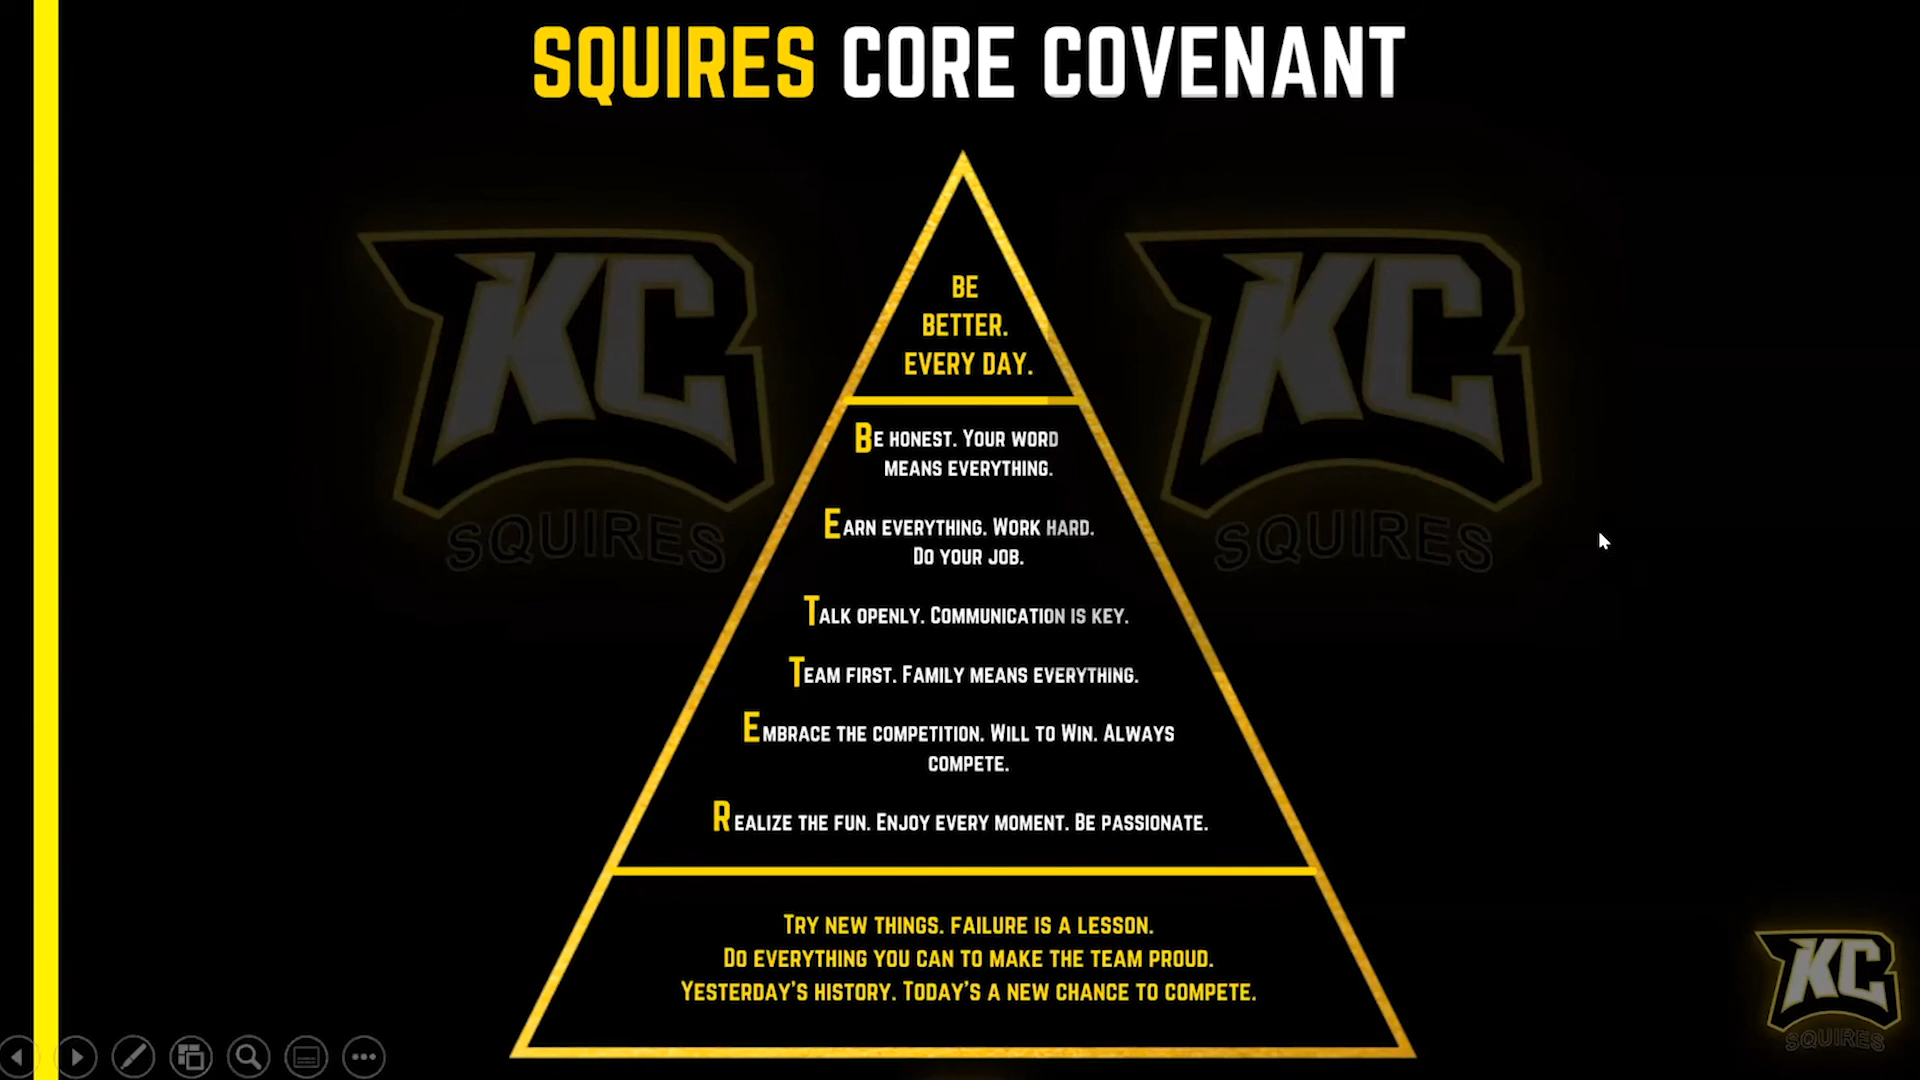 SQUIRES CORE COVENANT
KC
SQUIRES
KC
SQUIRES
BE
BETTER.
EVERY DAY.
BE HONEST. YOUR WORD
MEANS EVERYTHING.
EARN EVERYTHING. WORK HARD.
DO YOUR JOB.
TALK OPENLY. COMMUNICATION IS KEY.
TEAM FIRST. FAMILY MEANS EVERYTHING.
EMBRACE THE COMPETITION. WILL TO WIN. ALWAYS
COMPETE.
REALIZE THE FUN. ENJOY EVERY MOMENT. BE PASSIONATE.
TRY NEW THINGS. FAILURE IS A LESSON.
DO EVERYTHING YOU CAN TO MAKE THE TEAM PROUD.
YESTERDAY'S HISTORY. TODAY'S A NEW CHANCE TO COMPETE.
KC
SQUIRES